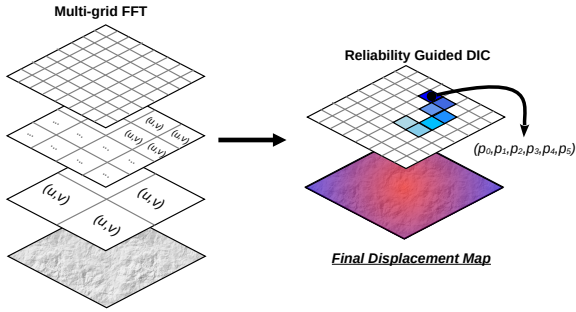 Multi-grid FFT
Reliability Guided DIC
... ... (u,v)
... ... (u,v) (u,v)
... ... (u,v)
... ...
(p0,p1,p2,p3,p4,p5)
(u,v) (u,v)
(u,v)
Final Displacement Map